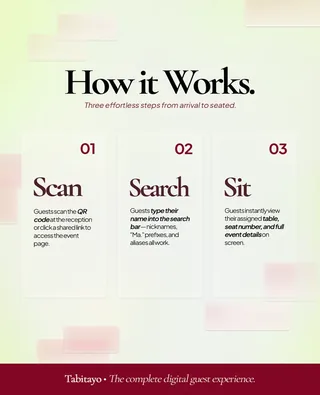 How it Works.
Three effortless steps from arrival to seated.
01
Scan
Guests scan the QR
code at the reception
or click a shared link to
access the event
page.
02
Search
Guests type their
name into the search
bar — nicknames,
"Ma." prefixes, and
aliases all work.
03
Sit
Guests instantly view
their assigned table,
seat number, and full
event details on
screen.
Tabitayo • The complete digital guest experience.